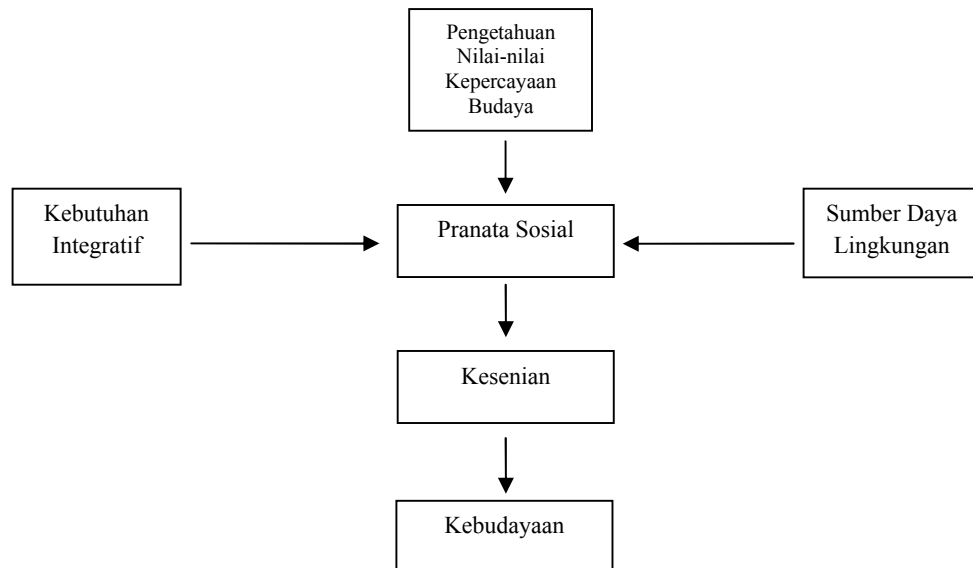 Pengetahuan
Nilai-nilai
Kepercayaan
Budaya
Kebutuhan
Integratif
Pranata Sosial
Sumber Daya
Lingkungan
Kesenian
Kebudayaan